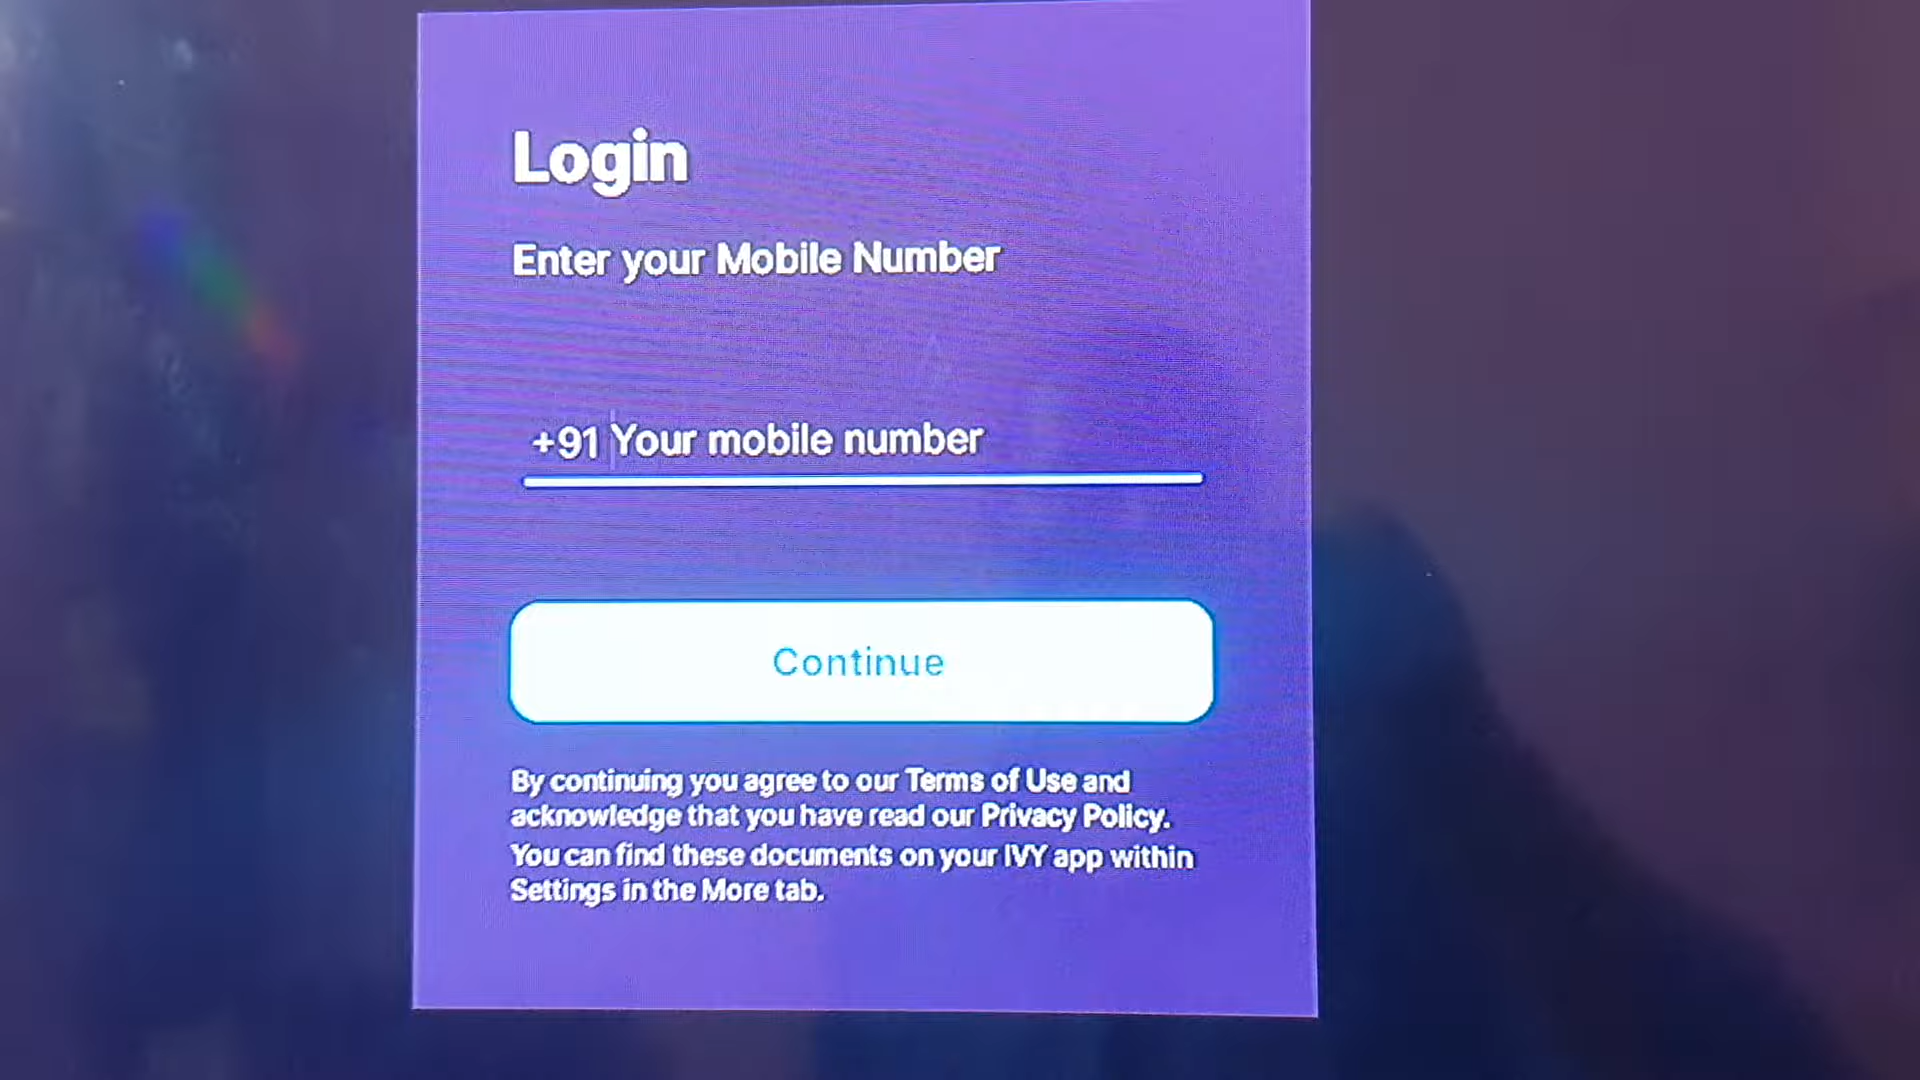 Login
Enter your Mobile Number
+91 Your mobile number
Continue
By continuing you agree to our Terms of Use and
acknowledge that you have read our Privacy Policy.
You can find these documents on your IVY app within
Settings in the More tab.